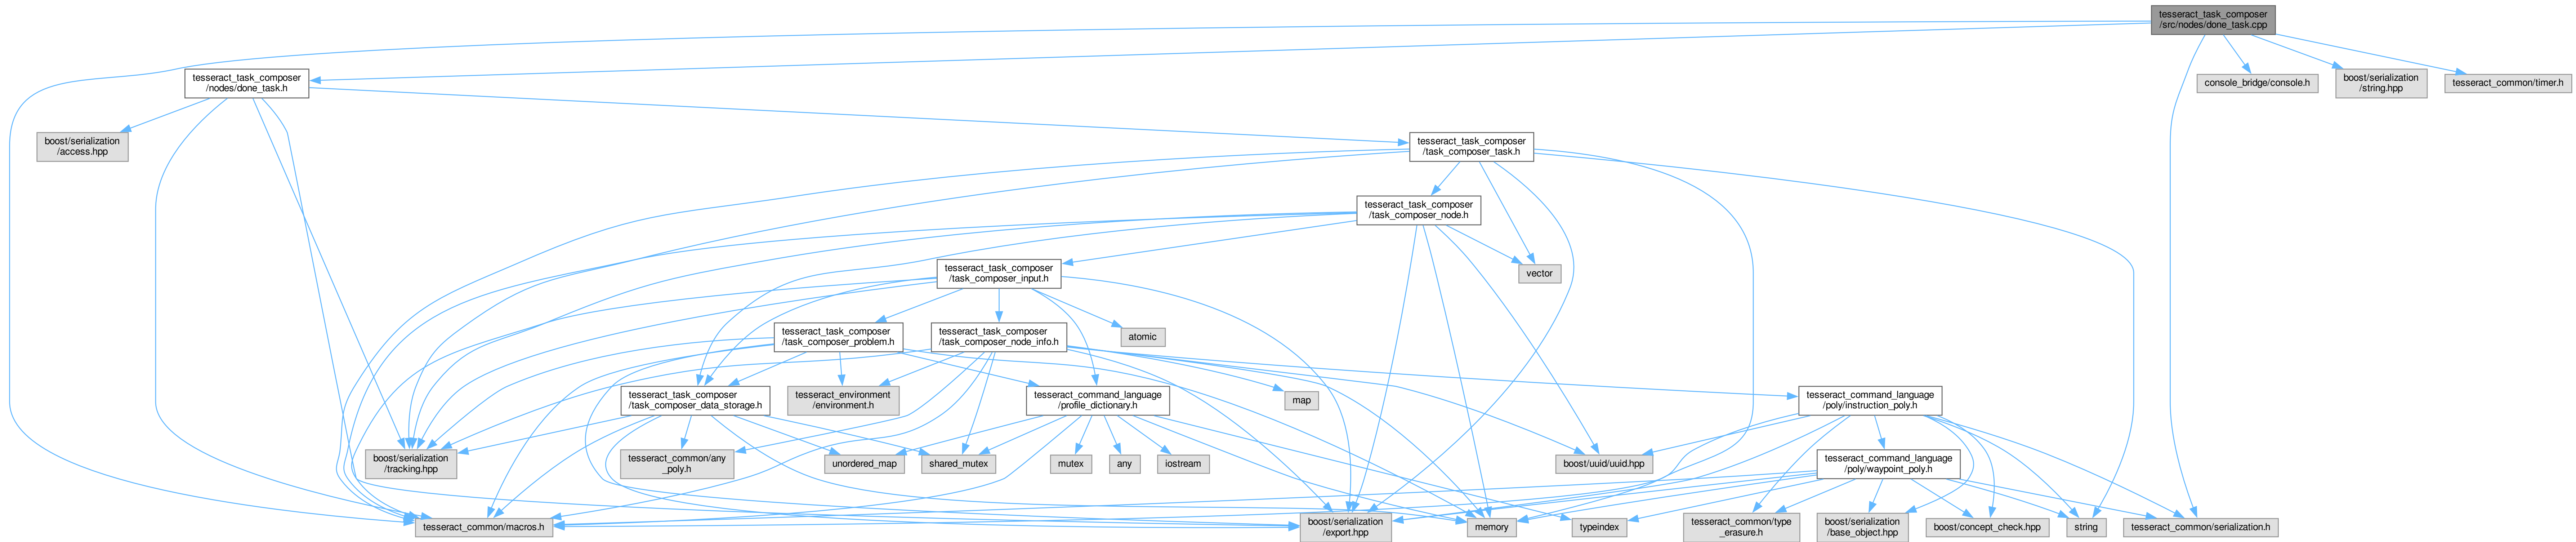 tesseract_task_composer
/src/nodes/done_task.cpp
tesseract_task_composer
/nodes/done_task.h
console_bridge/console.h
boost/serialization
/string.hpp
tesseract_common/timer.h
boost/serialization
/access.hpp
tesseract_task_composer
/task_composer_task.h
tesseract_task_composer
/task_composer_node.h
tesseract_task_composer
/task_composer_input.h
vector
tesseract_task_composer
/task_composer_problem.h
tesseract_task_composer
/task_composer_node_info.h
atomic
tesseract_task_composer
/task_composer_data_storage.h
tesseract_environment
/environment.h
tesseract_command_language
/profile_dictionary.h
map
tesseract_command_language
/poly/instruction_poly.h
boost/serialization
/tracking.hpp
tesseract_common/any
_poly.h
unordered_map
shared_mutex
mutex
any
iostream
boost/uuid/uuid.hpp
tesseract_command_language
/poly/waypoint_poly.h
tesseract_common/macros.h
boost/serialization
/export.hpp
memory
typeindex
tesseract_common/type
_erasure.h
boost/serialization
/base_object.hpp
boost/concept_check.hpp
string
tesseract_common/serialization.h